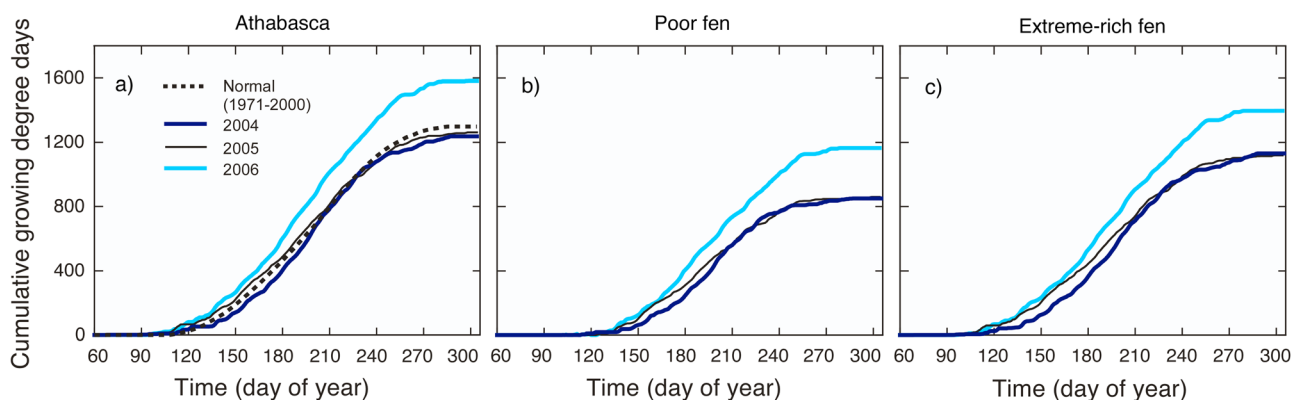 Athabasca
Poor fen
Extreme-rich fen
Cumulative growing degree days
1600
1200
800
400
0
a)
Normal
(1971-2000)
2004
2005
2006
b)
c)
60 90 120 150 180 210 240 270 300
60 90 120 150 180 210 240 270 300
60 90 120 150 180 210 240 270 300
Time (day of year)
Time (day of year)
Time (day of year)